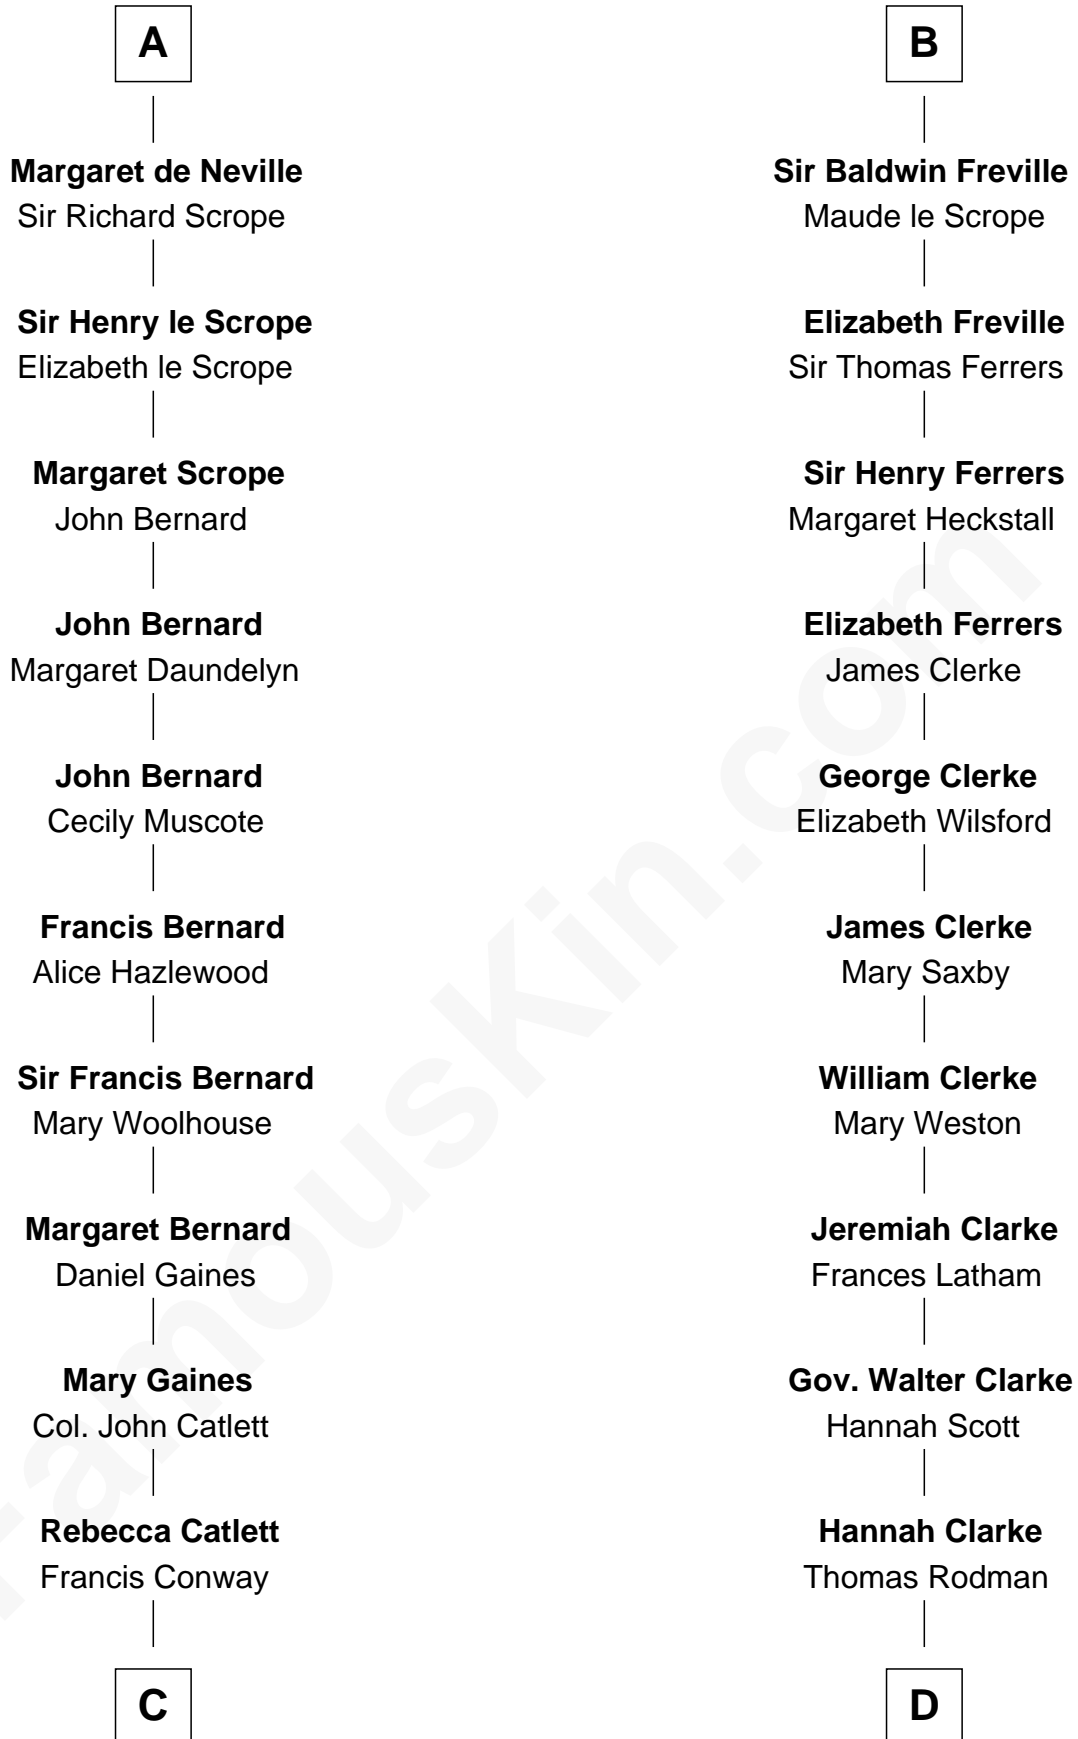 A
Margaret de Neville
Sir Richard Scrope
Sir Henry le Scrope
Elizabeth le Scrope
Margaret Scrope
John Bernard
John Bernard
Margaret Daundelyn
John Bernard
Cecily Muscote
Francis Bernard
Alice Hazlewood
Sir Francis Bernard
Mary Woolhouse
Margaret Bernard
Daniel Gaines
Mary Gaines
Col. John Catlett
Rebecca Catlett
Francis Conway
C
B
Sir Baldwin Freville
Maude le Scrope
Elizabeth Freville
Sir Thomas Ferrers
Sir Henry Ferrers
Margaret Heckstall
Elizabeth Ferrers
James Clerke
George Clerke
Elizabeth Wilsford
James Clerke
Mary Saxby
William Clerke
Mary Weston
Jeremiah Clarke
Frances Latham
Gov. Walter Clarke
Hannah Scott
Hannah Clarke
Thomas Rodman
D
FamousKin.com